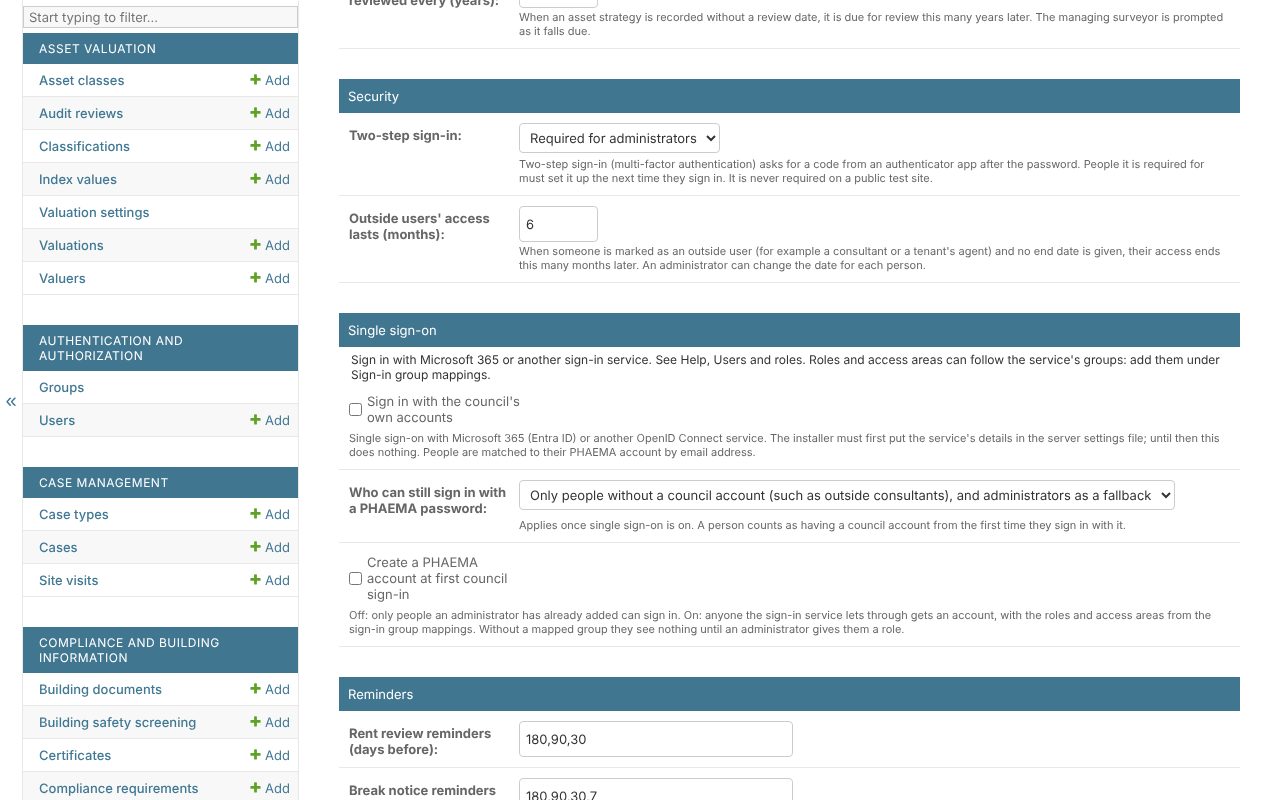 Start typing to filter...
ASSET VALUATION
Asset classes
Add
Audit reviews
Add
Classifications
Add
Index values
Add
Valuation settings
Valuations
Add
Valuers
Add
AUTHENTICATION AND
AUTHORIZATION
Groups
Users
Add
CASE MANAGEMENT
Case types
Add
Cases
Add
Site visits
Add
COMPLIANCE AND BUILDING
INFORMATION
Building documents
Add
Building safety screening
Add
Certificates
Add
Compliance requirements
Add
«
reviewed every (years):
When an asset strategy is recorded without a review date, it is due for review this many years later. The managing surveyor is prompted
as it falls due.
Security
Two-step sign-in:
Required for administrators
Two-step sign-in (multi-factor authentication) asks for a code from an authenticator app after the password. People it is required for
must set it up the next time they sign in. It is never required on a public test site.
Outside users' access
lasts (months):
6
When someone is marked as an outside user (for example a consultant or a tenant's agent) and no end date is given, their access ends
this many months later. An administrator can change the date for each person.
Single sign-on
Sign in with Microsoft 365 or another sign-in service. See Help, Users and roles. Roles and access areas can follow the service's groups: add them under
Sign-in group mappings.
Sign in with the council's
own accounts
Single sign-on with Microsoft 365 (Entra ID) or another OpenID Connect service. The installer must first put the service's details in the server settings file; until then this
does nothing. People are matched to their PHAEMA account by email address.
Who can still sign in with
a PHAEMA password:
Only people without a council account (such as outside consultants), and administrators as a fallback
Applies once single sign-on is on. A person counts as having a council account from the first time they sign in with it.
Create a PHAEMA
account at first council
sign-in
Off: only people an administrator has already added can sign in. On: anyone the sign-in service lets through gets an account, with the roles and access areas from the
sign-in group mappings. Without a mapped group they see nothing until an administrator gives them a role.
Reminders
Rent review reminders
(days before):
180,90,30
Break notice reminders
180,90,30,7